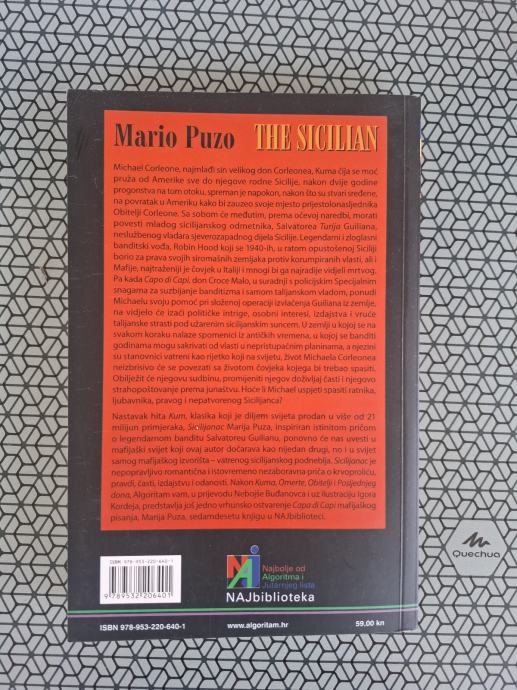 Mario Puzo THE SICILIAN
Michael Corleone, najmlađi sin velikog don Corleonea, Kuma čija se moć
pruža od Amerike sve do njegove rodne Sicilije, nakon dvije godine
progonstva na tom otoku, spreman je napokon, nakon što su stvari sređene,
na povratak u Ameriku kako bi zauzeo svoje mjesto prijestolonasljednika
Obitelji Corleone. Sa sobom će međutim, prema očevoj naredbi, morati
povesti mladog sicilijanskog odmetnika, Salvatorea Turija Guiliana,
neslužbenog vladara sjeverozapadnog dijela Sicilije. Legendarni i zloglasni
banditski vođa, Robin Hood koji se 1940-ih, u ratom opustošenoj Siciliji
borio za prava svojih siromašnih zemljaka protiv korumpiranih vlasti, ali i
Mafije, najtraženiji je čovjek u Italiji i mnogi bi ga najradije vidjeli mrtvog.
Pa kada Capo di capi, don Croce Malo, u suradnji s policijskim Specijalnim
snagama za suzbijanje banditizma i samom talijanskom vladom, ponudi
Michaelu svoju pomoć pri složenoj operaciji izvlačenja Guiliana iz zemlje,
na vidjelo će izaći političke intrige, osobni interesi, izdajstva i vruće
talijanske strasti pod užarenim sicilijanskim suncem. U zemlji u kojoj se na
svakom koraku nalaze spomenici iz antičkih vremena, u kojoj se banditi
godinama mogu sakrivati od vlasti u nepristupačnim planinama, a njezini
su stanovnici vatreni kao rijetko koji na svijetu, život Michaela Corleonea
neizbrisivo će se povezati sa životom čovjeka kojega bi trebao spasiti.
Obilježit će njegovu sudbinu, promijeniti njegov doživljaj časti i njegovo
strahopoštovanje prema junaštvu. Hoće li Michael uspjeti spasiti ratnika,
ljubavnika, pravog i nepatvorenog Sicilijanca?
Nastavak hita Kum, klasika koji je diljem svijeta prodan u više od 21
milijun primjeraka, Sicilijanac Marija Puza, inspiriran istinitom pričom
o legendarnom banditu Salvatoreu Guilianu, ponovno će nas uvesti u
mafijaški svijet koji ovaj autor dočarava kao nijedan drugi, no i u svijet
samog mafijaškog izvorišta – vatrenog sicilijanskog podneblja. Sicilijanac je
nepopravljivo romantična i istovremeno nezaboravna priča o krvoproliću,
pravdi, časti, izdajstvu i odanosti. Nakon Kuma, Omerte, Obitelji i Posljednjeg
dona, Algoritam vam, u prijevodu Nebojše Buđanovca i uz ilustraciju Igora
Kordeja, predstavlja još jedno vrhunsko ostvarenje Capa di Capi mafijaškog
pisanja, Marija Puza, sedamdesetu knjigu u NAJbiblioteci.
ISBN 978-953-220-640-1
9 789532 206401
NAJ
Najbolje od
Algoritma i
Jutarnjeg lista
NAJbiblioteka
ISBN 978-953-220-640-1 www.algoritam.hr 59,00 kn
Quechua